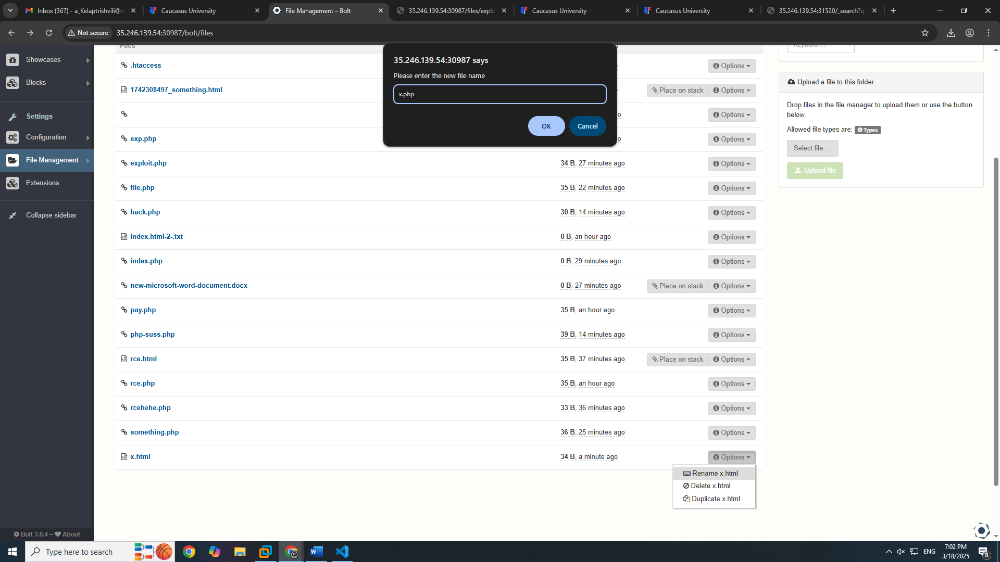 Inbox (367) - a_Kelaptrishvili@c
Caucasus University
File Management – Bolt
35.246.139.54:30987/files/explo
Caucasus University
Caucasus University
35.246.139.54:31520/_search?q
Not secure
35.246.139.54:30987/bolt/files
Showcases
Blocks
Settings
Configuration
File Management
Extensions
Collapse sidebar
Bolt 3.6.4 – About
35.246.139.54:30987 says
Please enter the new file name
x.php
OK
Cancel
Files
.htaccess
Options
1742308497_something.html
Place on stack
Options
o
Options
exp.php
o
Options
exploit.php
34 B, 27 minutes ago
Options
file.php
35 B, 22 minutes ago
Options
hack.php
30 B, 14 minutes ago
Options
index.html-2-.txt
0 B, an hour ago
Options
index.php
0 B, 29 minutes ago
Options
new-microsoft-word-document.docx
0 B, 27 minutes ago
Place on stack
Options
pay.php
35 B, an hour ago
Options
php-suss.php
39 B, 14 minutes ago
Options
rce.html
35 B, 37 minutes ago
Place on stack
Options
rce.php
35 B, an hour ago
Options
rcehehe.php
33 B, 36 minutes ago
Options
something.php
36 B, 25 minutes ago
Options
x.html
34 B, a minute ago
Options
Rename x.html
Delete x.html
Duplicate x.html
Keyword ...
Upload a file to this folder
Drop files in the file manager to upload them or use the button
below.
Allowed file types are: Types
Select file ...
Upload file
Type here to search
ENG
7:02 PM
3/18/2025
8